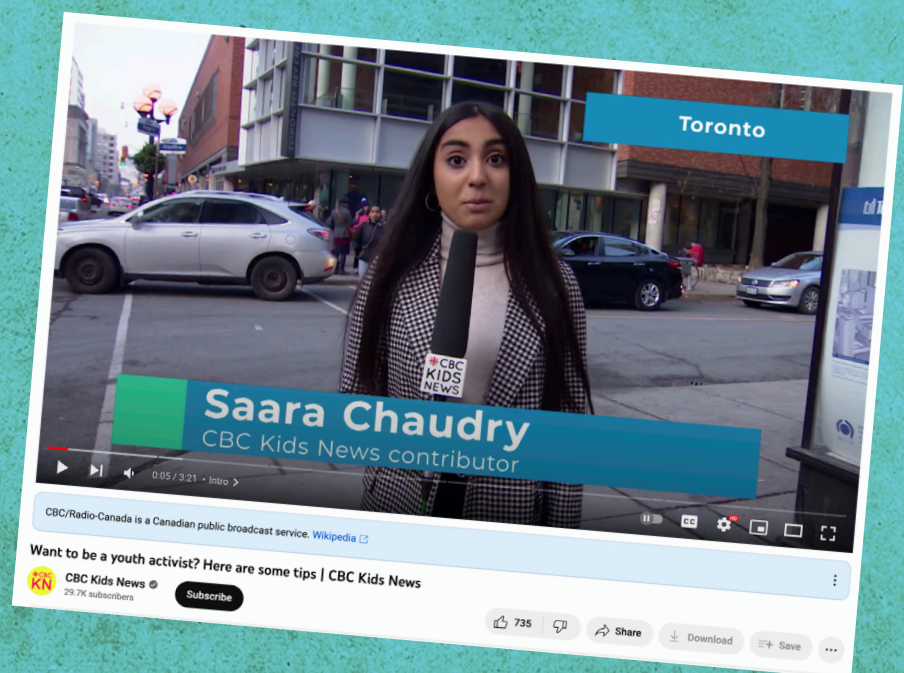 Toronto
CBC
KIDS
NEWS
Saara Chaudry
CBC Kids News contributor
0:05 / 3:21 • Intro >
CC
HD
CBC/Radio-Canada is a Canadian public broadcast service. Wikipedia
Want to be a youth activist? Here are some tips | CBC Kids News
CBC
KN
CBC Kids News
29.7K subscribers
Subscribe
735
Share
Download
Save